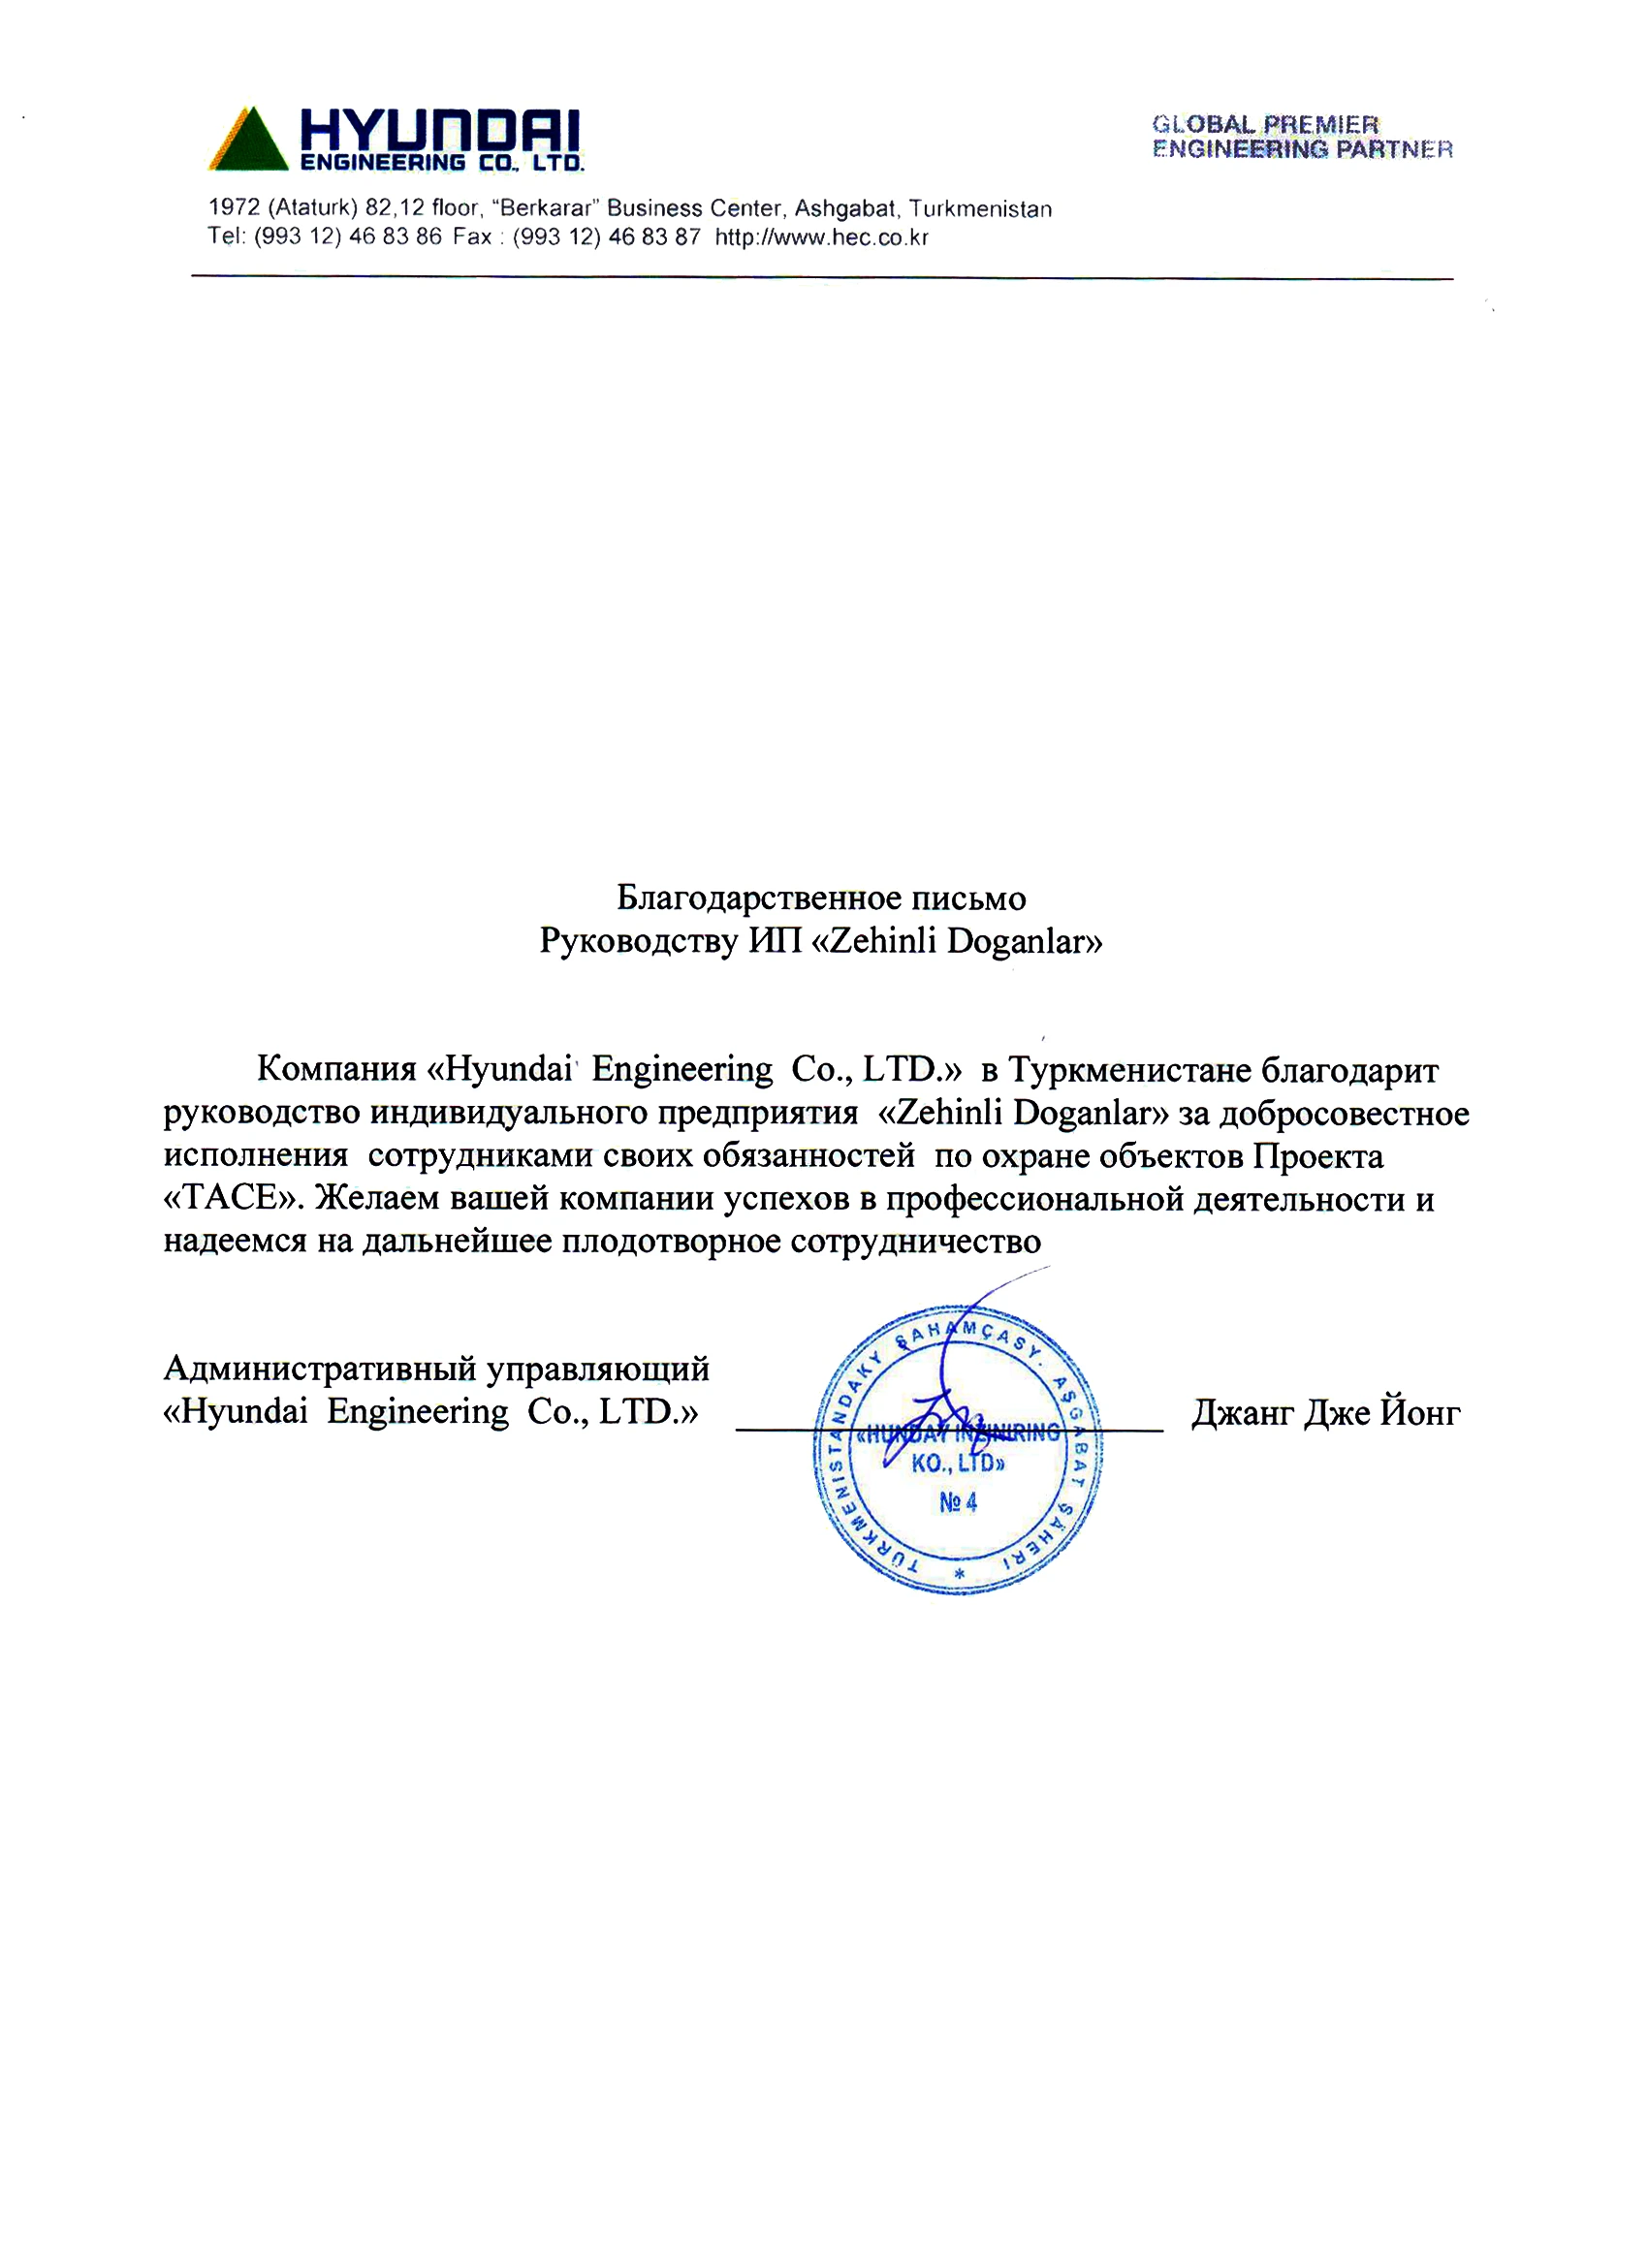 HYUNDAI
ENGINEERING CO., LTD.
GLOBAL PREMIER
ENGINEERING PARTNER
1972 (Ataturk) 82,12 floor, “Berkarar” Business Center, Ashgabat, Turkmenistan
Tel: (993 12) 46 83 86 Fax : (993 12) 46 83 87 http://www.hec.co.kr
Благодарственное письмо
Руководству ИП «Zehinli Doganlar»
Компания «Hyundai Engineering Co., LTD.» в Туркменистане благодарит
руководство индивидуального предприятия «Zehinli Doganlar» за добросовестное
исполнения сотрудниками своих обязанностей по охране объектов Проекта
«TACE». Желаем вашей компании успехов в профессиональной деятельности и
надеемся на дальнейшее плодотворное сотрудничество
Административный управляющий
«Hyundai Engineering Co., LTD.» Джанг Дже Йонг
TÜRKMENISTANDAKY ŞAHAMÇASY. AŞGABAT ŞÄHERI
«HUNDAY INŽINIRING
KO., LTD»
№ 4